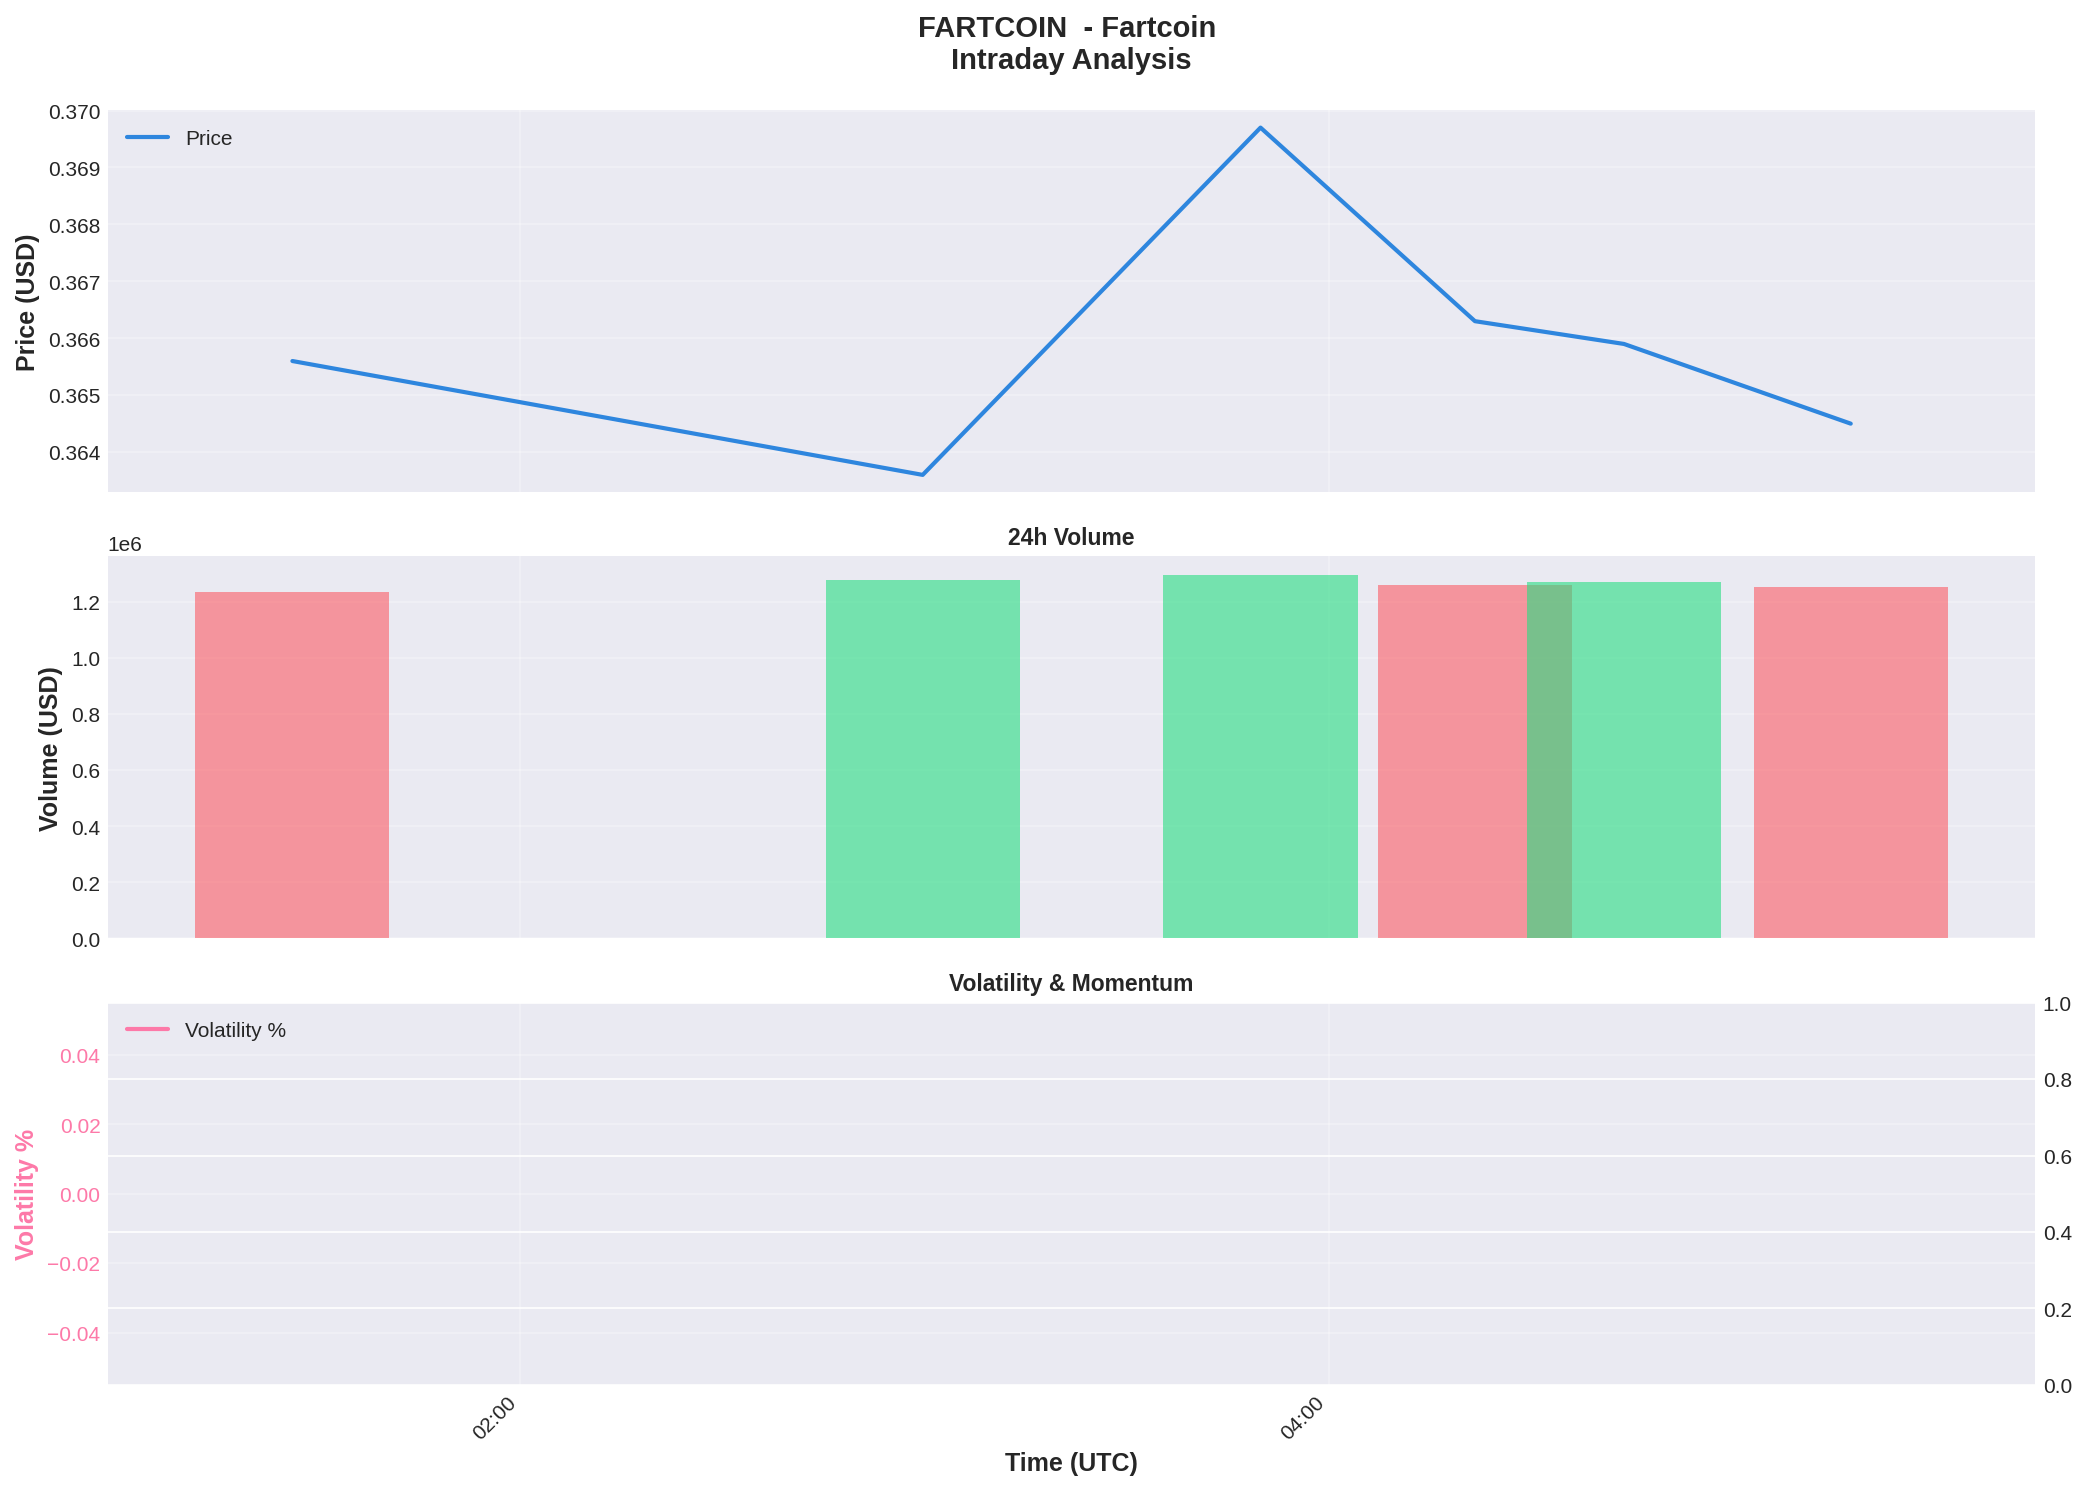 FARTCOIN  - Fartcoin
Intraday Analysis
Price (USD)
0.370
0.369
0.368
0.367
0.366
0.365
0.364
Price
24h Volume
1e6
Volume (USD)
1.2
1.0
0.8
0.6
0.4
0.2
0.0
Volatility & Momentum
Volatility %
0.04
0.02
0.00
−0.02
−0.04
Volatility %
1.0
0.8
0.6
0.4
0.2
0.0
02:00
04:00
Time (UTC)